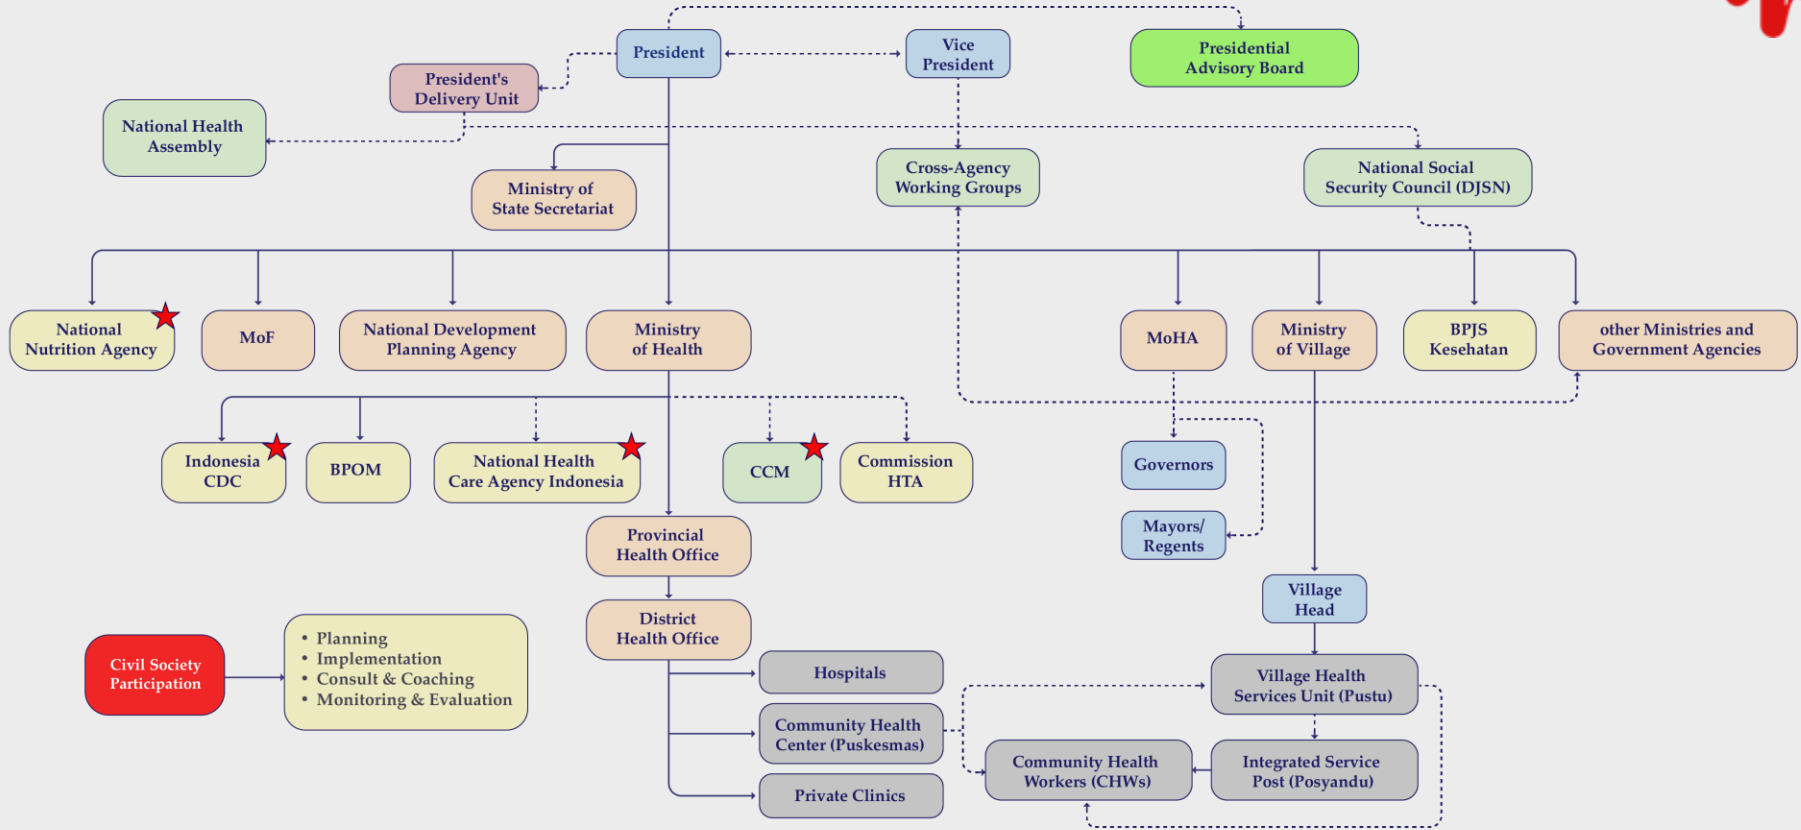 President
Vice
President
Presidential
Advisory Board
President's
Delivery Unit
National Health
Assembly
Ministry of
State Secretariat
Cross-Agency
Working Groups
National Social
Security Council (DJSN)
National
Nutrition Agency
MoF
National Development
Planning Agency
Ministry
of Health
MoHA
Ministry
of Village
BPJS
Kesehatan
other Ministries and
Government Agencies
Indonesia
CDC
BPOM
National Health
Care Agency Indonesia
CCM
Commission
HTA
Governors
Mayors/
Regents
Provincial
Health Office
Village
Head
District
Health Office
Civil Society
Participation
• Planning
• Implementation
• Consult & Coaching
• Monitoring & Evaluation
Hospitals
Community Health
Center (Puskesmas)
Private Clinics
Village Health
Services Unit (Pustu)
Community Health
Workers (CHWs)
Integrated Service
Post (Posyandu)